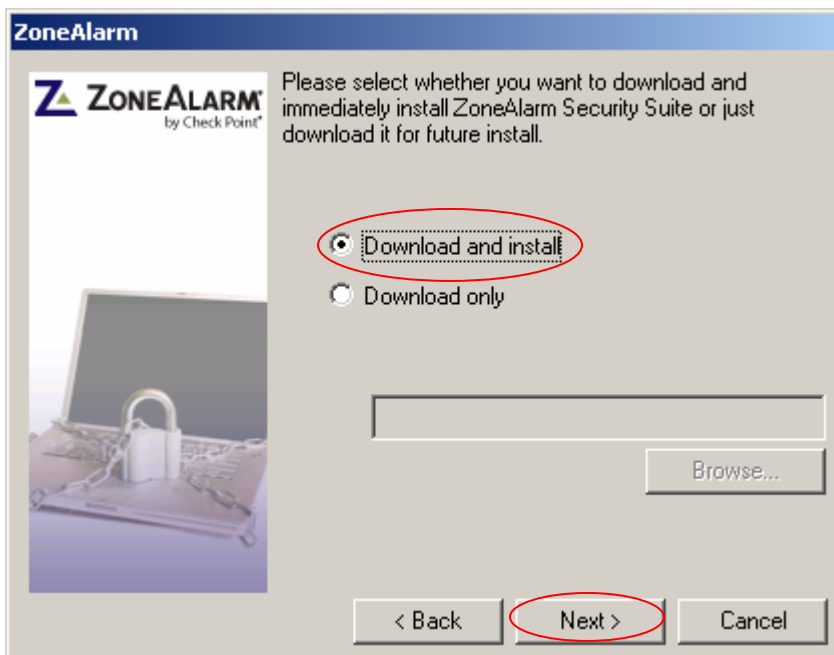 ZoneAlarm
ZONEALARM
by Check Point®
Please select whether you want to download and
immediately install ZoneAlarm Security Suite or just
download it for future install.
Download and install
Download only
Browse...
< Back
Next >
Cancel